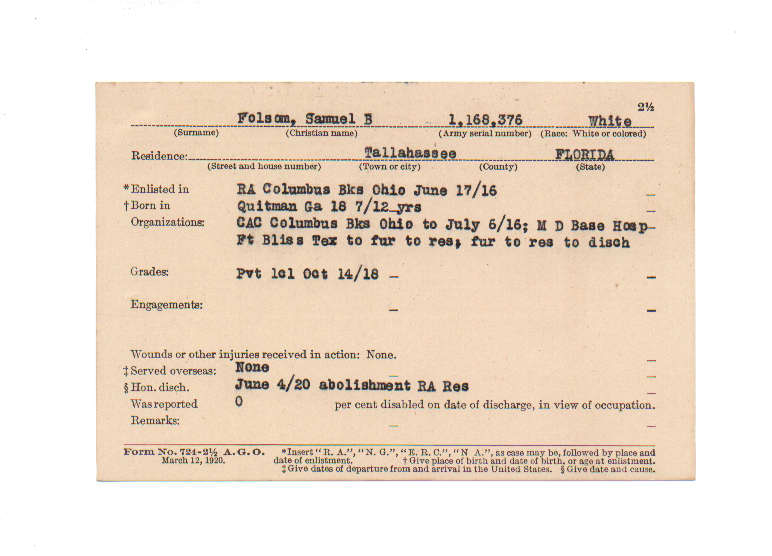 2½
Folsom, Samuel B 1,168,376 White
(Surname) (Christian name) (Army serial number) (Race: White or colored)
Residence: Tallahassee FLORIDA
(Street and house number) (Town or city) (County) (State)
*Enlisted in RA Columbus Bks Ohio June 17/16
†Born in Quitman Ga 18 7/12 yrs
Organizations: CAC Columbus Bks Ohio to July 6/16; M D Base Hosp
Ft Bliss Tex to fur to res; fur to res to disch
Grades: Pvt 1cl Oct 14/18 –
Engagements: –
Wounds or other injuries received in action: None.
‡Served overseas: None
§Hon. disch. June 4/20 abolishment RA Res
Was reported 0 per cent disabled on date of discharge, in view of occupation.
Remarks:
Form No. 724-2½ A. G. O. *Insert "R. A.", "N. G.", "E. R. C.", "N A.", as case may be, followed by place and
March 12, 1920. date of enlistment. †Give place of birth and date of birth, or age at enlistment.
‡Give dates of departure from and arrival in the United States. §Give date and cause.